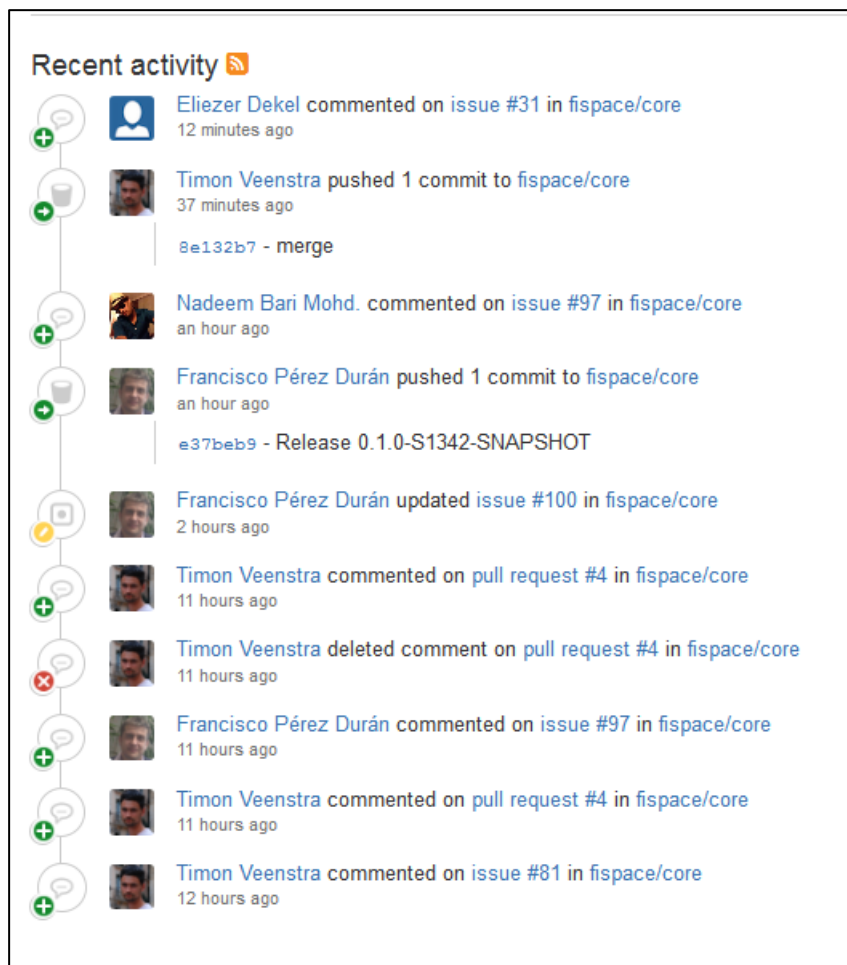 Recent activity
Eliezer Dekel commented on issue #31 in fispace/core
12 minutes ago
Timon Veenstra pushed 1 commit to fispace/core
37 minutes ago
8e132b7 - merge
Nadeem Bari Mohd. commented on issue #97 in fispace/core
an hour ago
Francisco Pérez Durán pushed 1 commit to fispace/core
an hour ago
e37beb9 - Release 0.1.0-S1342-SNAPSHOT
Francisco Pérez Durán updated issue #100 in fispace/core
2 hours ago
Timon Veenstra commented on pull request #4 in fispace/core
11 hours ago
Timon Veenstra deleted comment on pull request #4 in fispace/core
11 hours ago
Francisco Pérez Durán commented on issue #97 in fispace/core
11 hours ago
Timon Veenstra commented on pull request #4 in fispace/core
11 hours ago
Timon Veenstra commented on issue #81 in fispace/core
12 hours ago